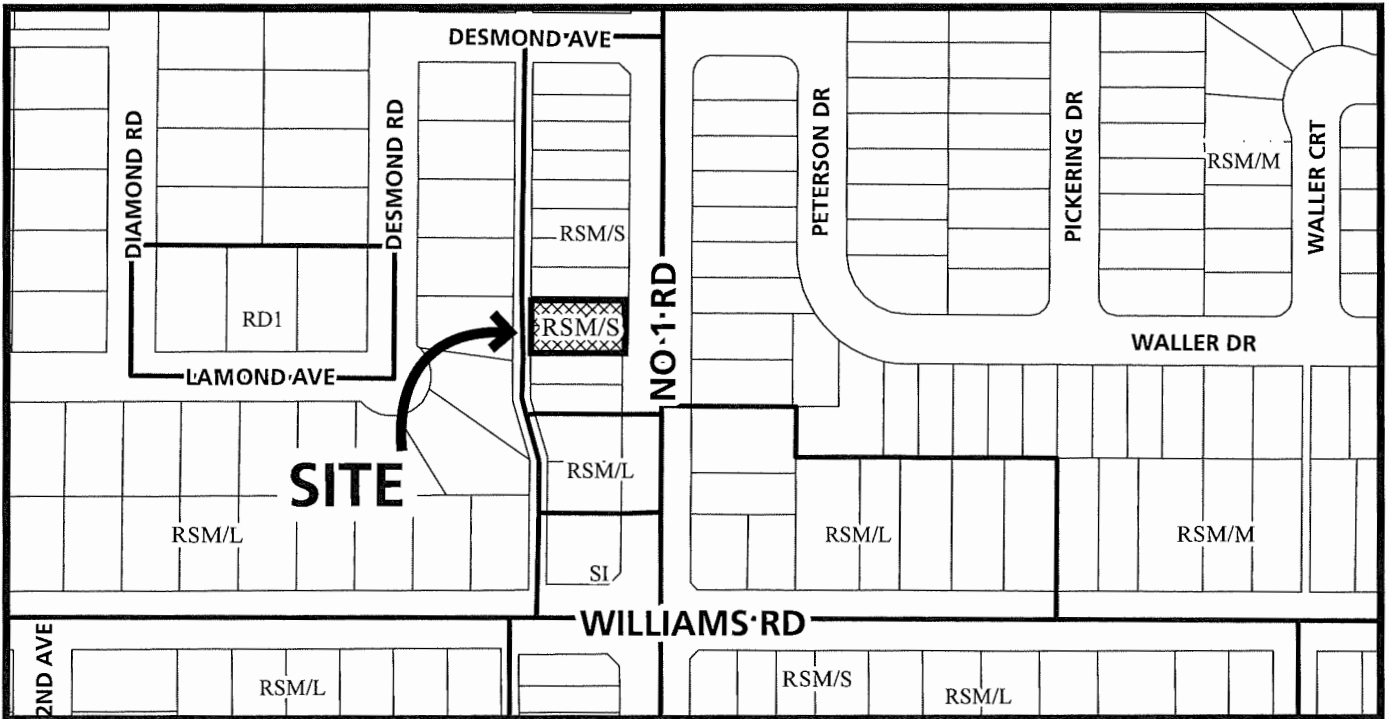 DESMOND AVE
DIAMOND RD
DESMOND RD
PETERSON DR
PICKERING DR
RSM/M
WALLER CRT
RSM/S
RD1
RSM/S
NO 1 RD
WALLER DR
LAMOND AVE
SITE
RSM/L
RSM/L
RSM/L
RSM/M
SI
WILLIAMS RD
2ND AVE
RSM/L
RSM/S
RSM/L